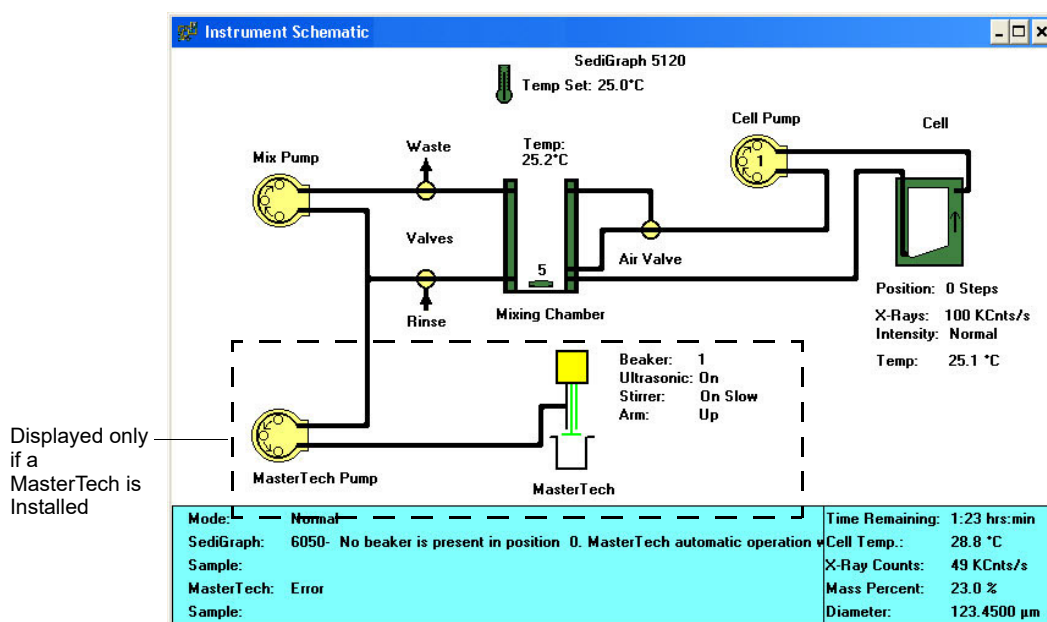 Instrument Schematic
SediGraph 5120
Temp Set: 25.0°C
Cell Pump
1
Cell
Mix Pump
Waste
Temp:
25.2°C
Valves
Air Valve
5
Rinse
Mixing Chamber
Position: 0 Steps
X-Rays: 100 KCnts/s
Intensity: Normal
Temp: 25.1 °C
Beaker: 1
Ultrasonic: On
Stirrer: On Slow
Arm: Up
MasterTech Pump
MasterTech
Displayed only
if a
MasterTech is
Installed
Mode: Normal
SediGraph: 6050- No beaker is present in position 0. MasterTech automatic operation
Sample:
MasterTech: Error
Sample:
Time Remaining: 1:23 hrs:min
Cell Temp.: 28.8 °C
X-Ray Counts: 49 KCnts/s
Mass Percent: 23.0 %
Diameter: 123.4500 µm